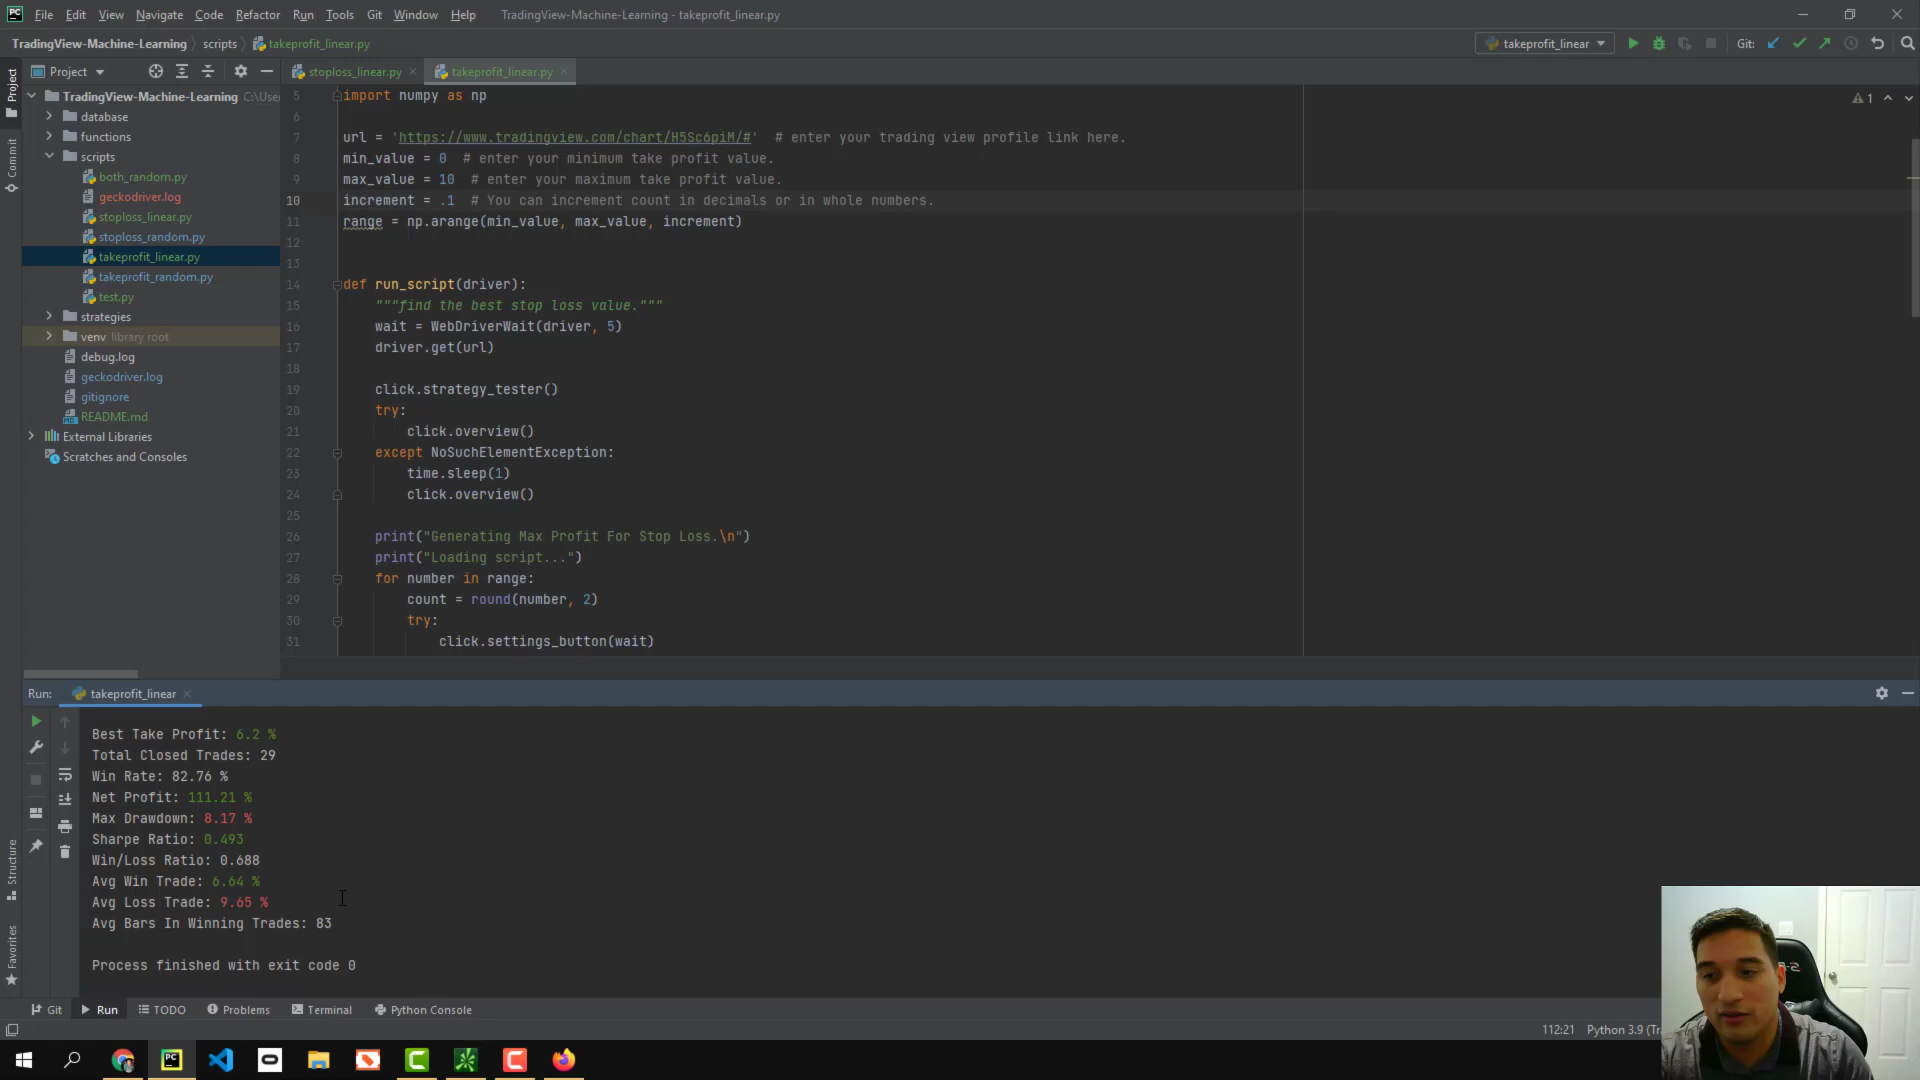 File Edit View Navigate Code Refactor Run Tools Git Window Help TradingView-Machine-Learning - takeprofit_linear.py
TradingView-Machine-Learning scripts takeprofit_linear.py takeprofit_linear Git:
Project stoploss_linear.py takeprofit_linear.py
Project
Commit
Structure
Favorites
TradingView-Machine-Learning C:\User
database
functions
scripts
both_random.py
geckodriver.log
stoploss_linear.py
stoploss_random.py
takeprofit_linear.py
takeprofit_random.py
test.py
strategies
venv library root
debug.log
geckodriver.log
gitignore
README.md
External Libraries
Scratches and Consoles
1
5 import numpy as np
6
7 url = 'https://www.tradingview.com/chart/H5Sc6piM/#' # enter your trading view profile link here.
8 min_value = 0 # enter your minimum take profit value.
9 max_value = 10 # enter your maximum take profit value.
10 increment = .1 # You can increment count in decimals or in whole numbers.
11 range = np.arange(min_value, max_value, increment)
12
13
14 def run_script(driver):
15 """find the best stop loss value."""
16 wait = WebDriverWait(driver, 5)
17 driver.get(url)
18
19 click.strategy_tester()
20 try:
21 click.overview()
22 except NoSuchElementException:
23 time.sleep(1)
24 click.overview()
25
26 print("Generating Max Profit For Stop Loss.\n")
27 print("Loading script...")
28 for number in range:
29 count = round(number, 2)
30 try:
31 click.settings_button(wait)
Run: takeprofit_linear
Best Take Profit: 6.2 %
Total Closed Trades: 29
Win Rate: 82.76 %
Net Profit: 111.21 %
Max Drawdown: 8.17 %
Sharpe Ratio: 0.493
Win/Loss Ratio: 0.688
Avg Win Trade: 6.64 %
Avg Loss Trade: 9.65 %
Avg Bars In Winning Trades: 83
Process finished with exit code 0
Git Run TODO Problems Terminal Python Console
112:21 Python 3.9 (Tra